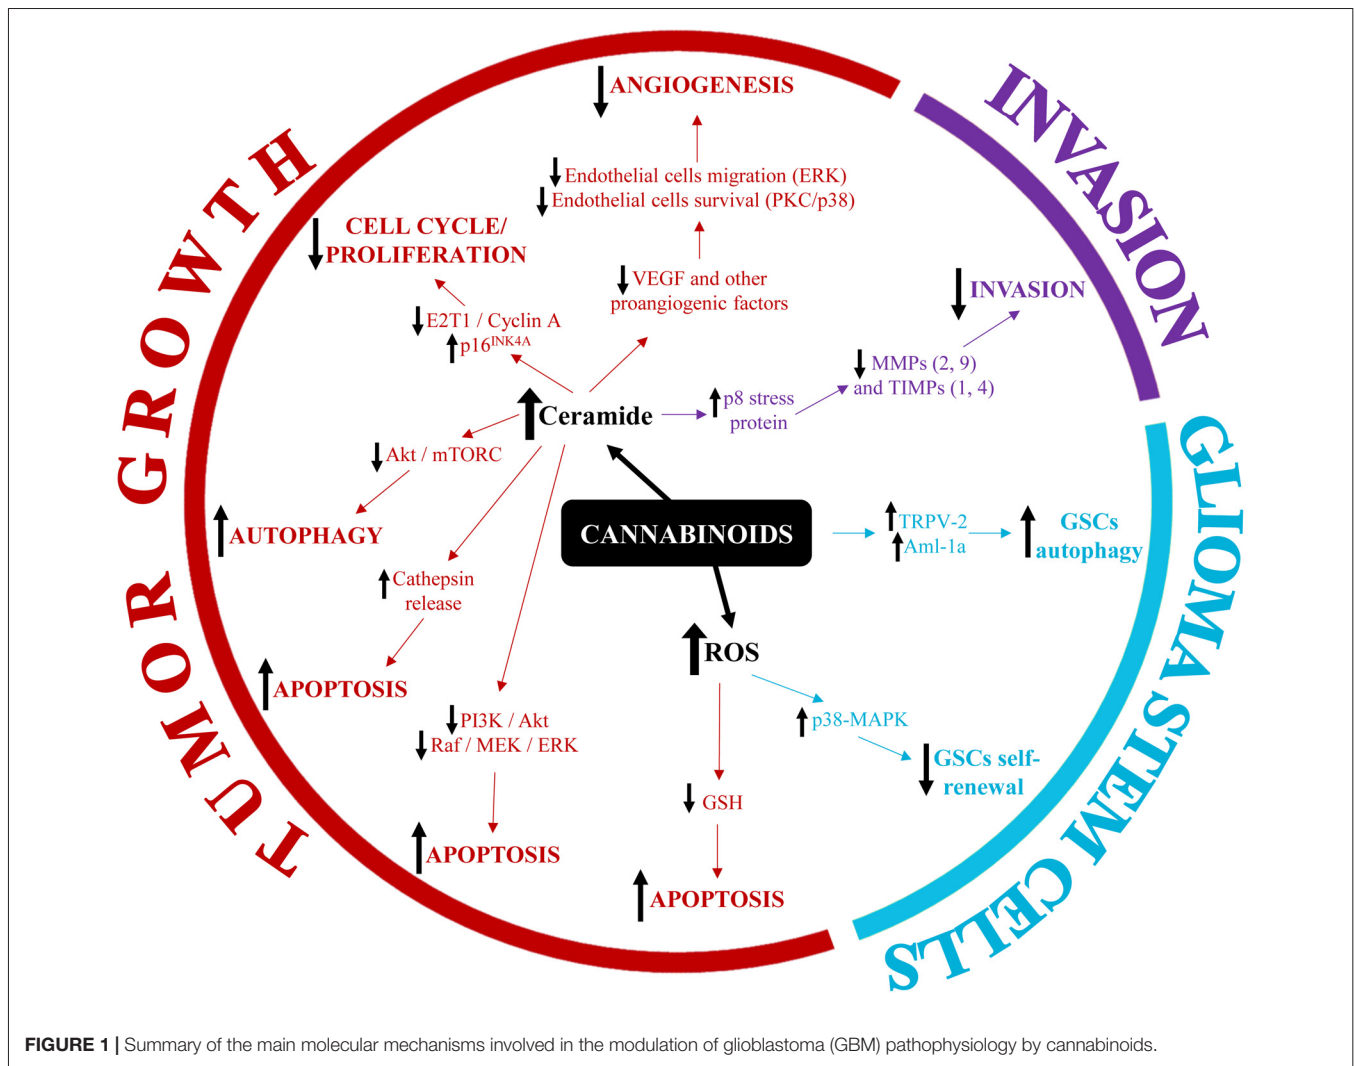 TUMOR GROWTH
INVASION
GLIOMA STEM CELLS
ANGIOGENESIS
Endothelial cells migration (ERK)
Endothelial cells survival (PKC/p38)
VEGF and other
proangiogenic factors
CELL CYCLE/
PROLIFERATION
E2T1 / Cyclin A
p16INK4A
INVASION
MMPs (2, 9)
and TIMPs (1, 4)
p8 stress
protein
Ceramide
Akt / mTORC
AUTOPHAGY
Cathepsin
release
APOPTOSIS
CANNABINOIDS
TRPV-2
Aml-1a
GSCs
autophagy
ROS
p38-MAPK
GSCs self-
renewal
PI3K / Akt
Raf / MEK / ERK
APOPTOSIS
GSH
APOPTOSIS
FIGURE 1 | Summary of the main molecular mechanisms involved in the modulation of glioblastoma (GBM) pathophysiology by cannabinoids.